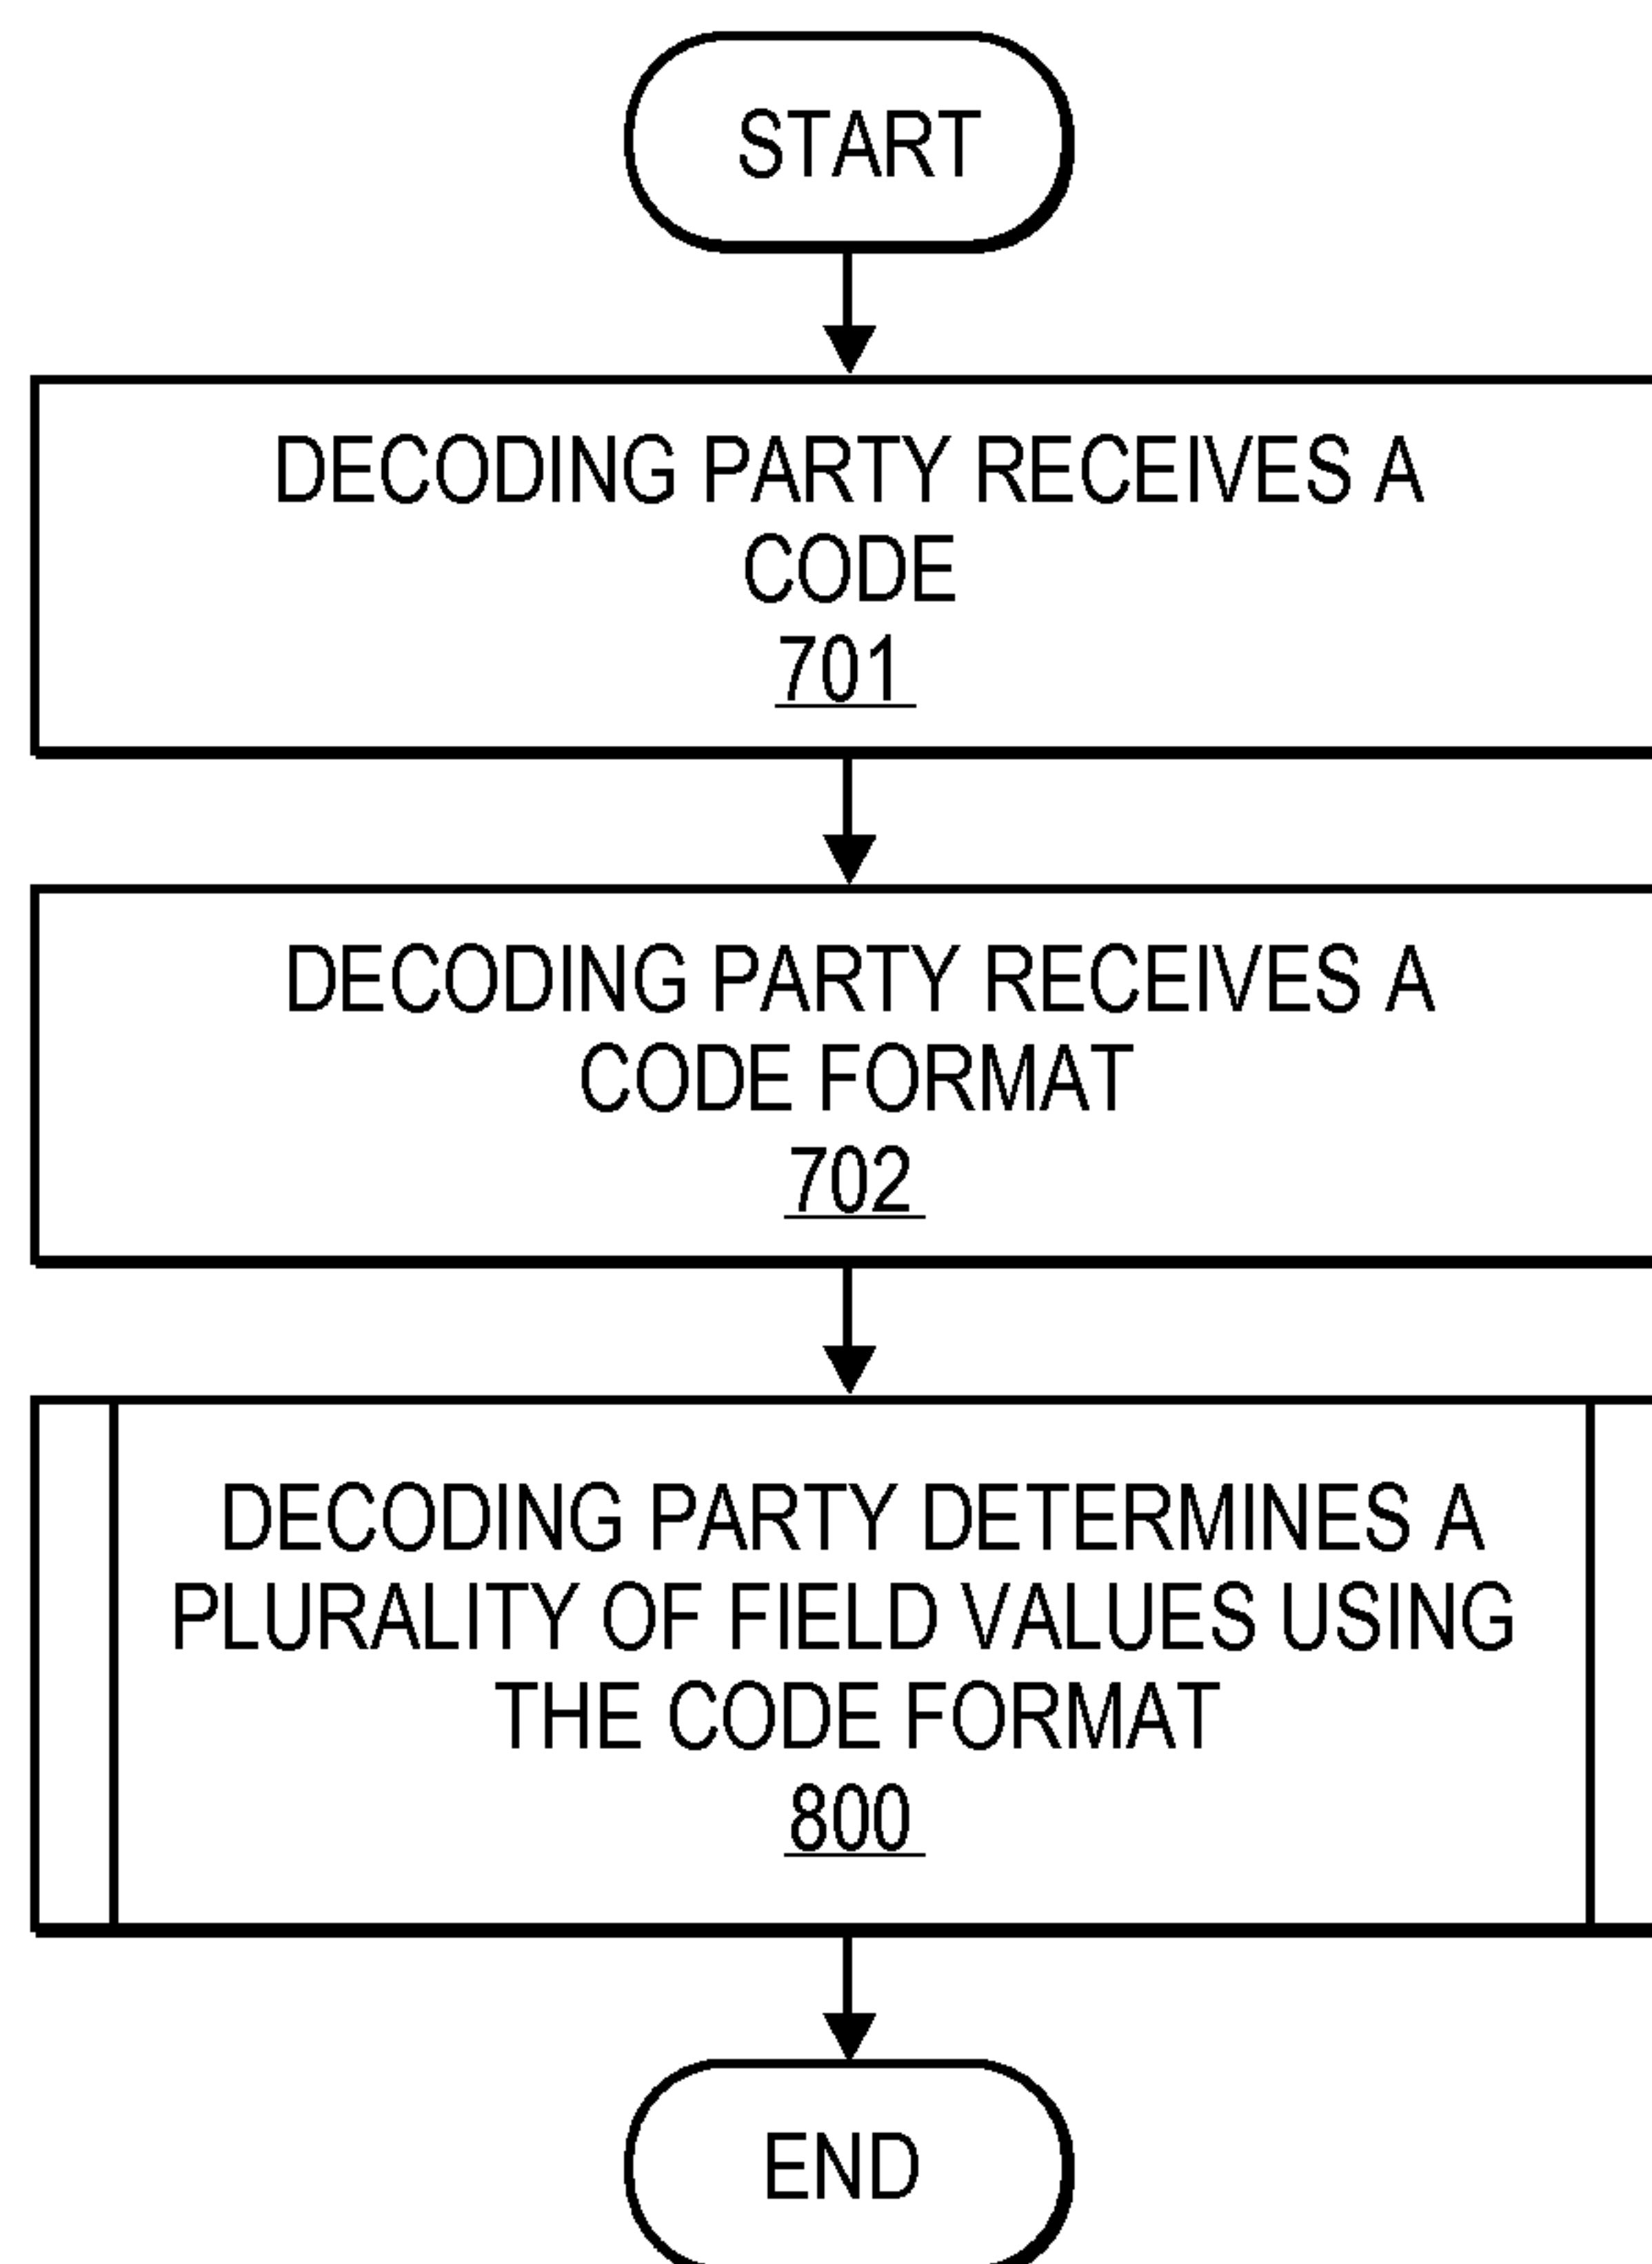 START
DECODING PARTY RECEIVES A
CODE
701
DECODING PARTY RECEIVES A
CODE FORMAT
702
DECODING PARTY DETERMINES A
PLURALITY OF FIELD VALUES USING
THE CODE FORMAT
800
END